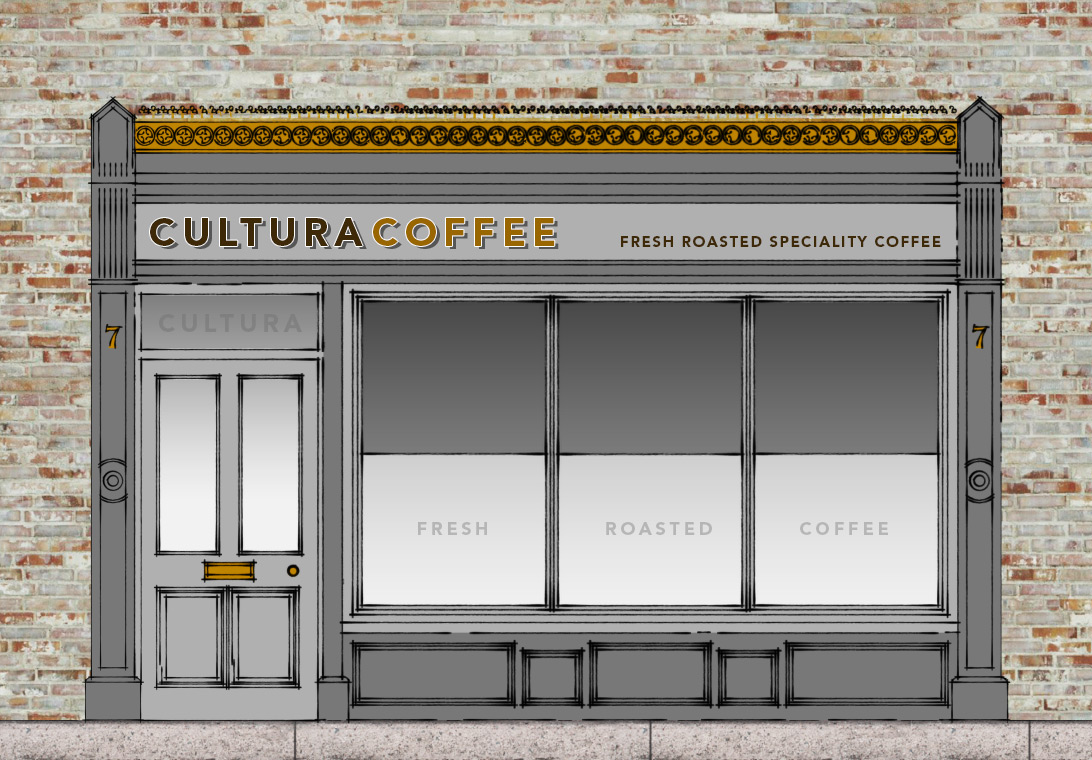 CULTURA COFFEE
FRESH ROASTED SPECIALITY COFFEE
CULTURA
7
7
FRESH
ROASTED
COFFEE